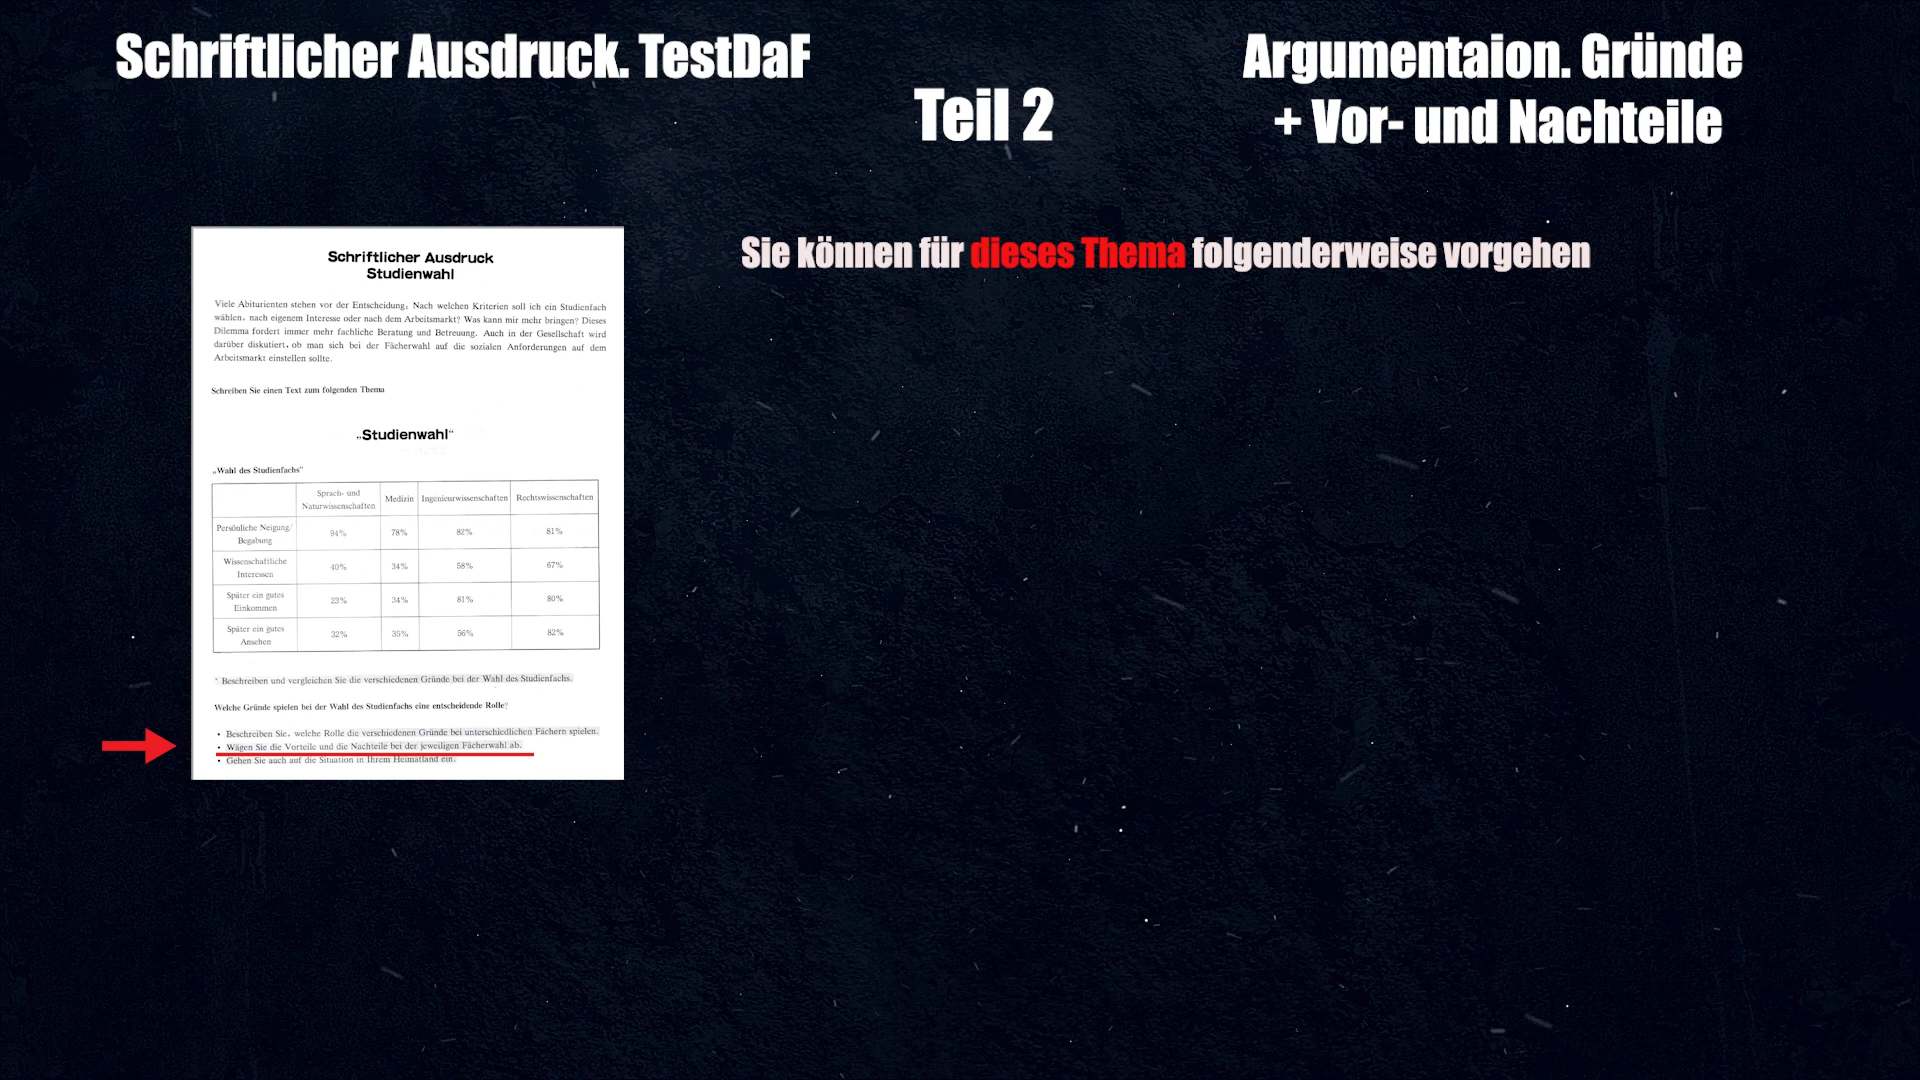 Schriftlicher Ausdruck. TestDaF
Teil 2
Argumentaion. Gründe
+ Vor- und Nachteile
Sie können für dieses Thema folgenderweise vorgehen
Schriftlicher Ausdruck
Studienwahl
Viele Abiturienten stehen vor der Entscheidung: Nach welchen Kriterien soll ich ein Studienfach
wählen, nach eigenem Interesse oder nach dem Arbeitsmarkt? Was kann mir mehr bringen? Dieses
Dilemma fordert immer mehr fachliche Beratung und Betreuung. Auch in der Gesellschaft wird
darüber diskutiert, ob man sich bei der Fächerwahl auf die sozialen Anforderungen auf dem
Arbeitsmarkt einstellen sollte.
Schreiben Sie einen Text zum folgenden Thema
„Studienwahl“
„Wahl des Studienfachs“
Sprach- und
Naturwissenschaften
Medizin
Ingenieurwissenschaften
Rechtswissenschaften
Persönliche Neigung/
Begabung
94%
78%
82%
81%
Wissenschaftliche
Interessen
40%
34%
58%
67%
Später ein gutes
Einkommen
23%
34%
81%
80%
Später ein gutes
Ansehen
32%
35%
56%
82%
* Beschreiben und vergleichen Sie die verschiedenen Gründe bei der Wahl des Studienfachs.
Welche Gründe spielen bei der Wahl des Studienfachs eine entscheidende Rolle?
• Beschreiben Sie, welche Rolle die verschiedenen Gründe bei unterschiedlichen Fächern spielen.
• Wägen Sie die Vorteile und die Nachteile bei der jeweiligen Fächerwahl ab.
• Gehen Sie auch auf die Situation in Ihrem Heimatland ein.